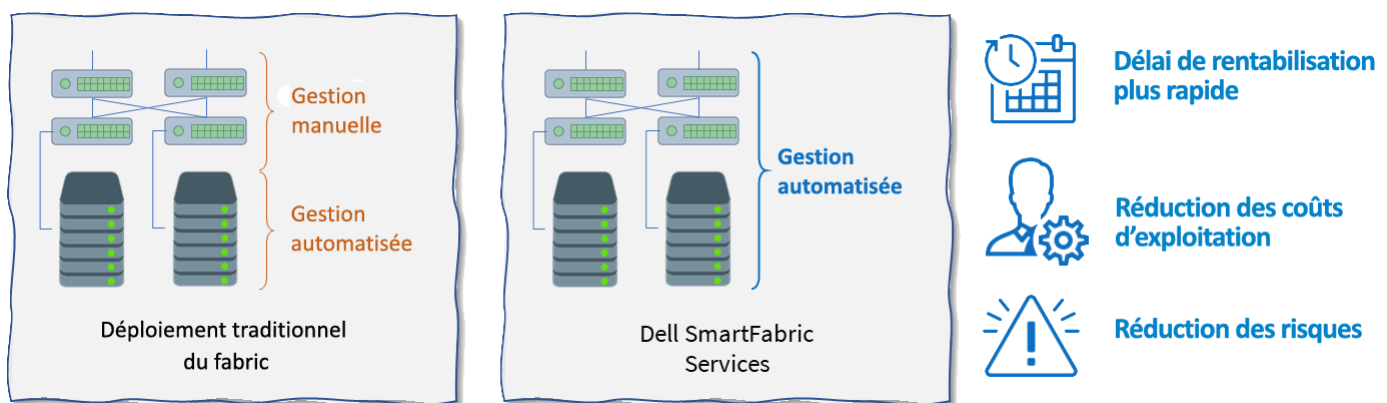 Gestion
manuelle
Gestion
automatisée
Déploiement traditionnel
du fabric
Gestion
automatisée
Dell SmartFabric
Services
Délai de rentabilisation
plus rapide
Réduction des coûts
d'exploitation
Réduction des risques